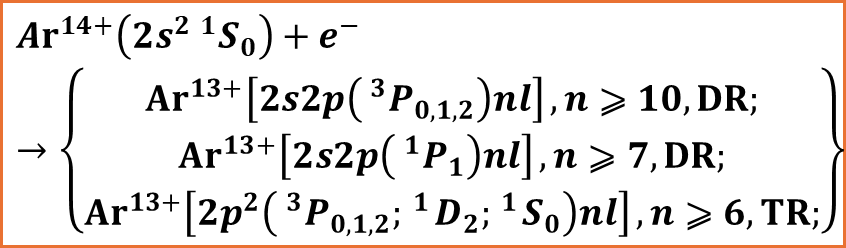 Ar¹⁴⁺(2s² ¹S₀) + e⁻
Ar¹³⁺[2s2p(³P₀,₁,₂)nl], n ⩾ 10, DR;
→ { Ar¹³⁺[2s2p(¹P₁)nl], n ⩾ 7, DR; }
Ar¹³⁺[2p²(³P₀,₁,₂; ¹D₂; ¹S₀)nl], n ⩾ 6, TR;